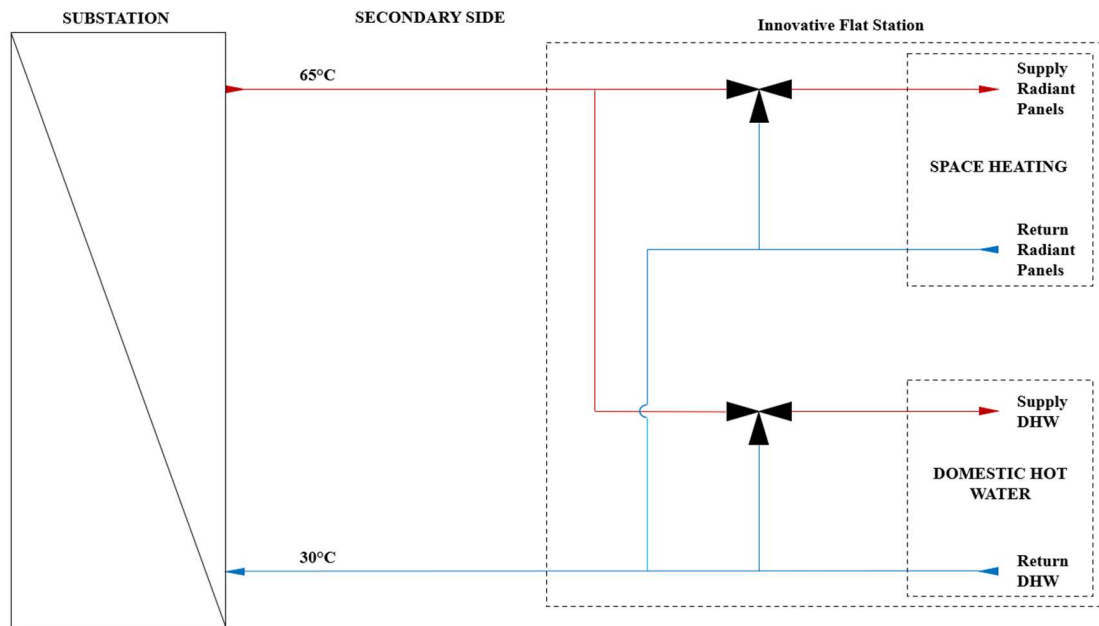 SUBSTATION
SECONDARY SIDE
Innovative Flat Station
65°C
Supply
Radiant
Panels
SPACE HEATING
Return
Radiant
Panels
Supply
DHW
DOMESTIC HOT
WATER
30°C
Return
DHW